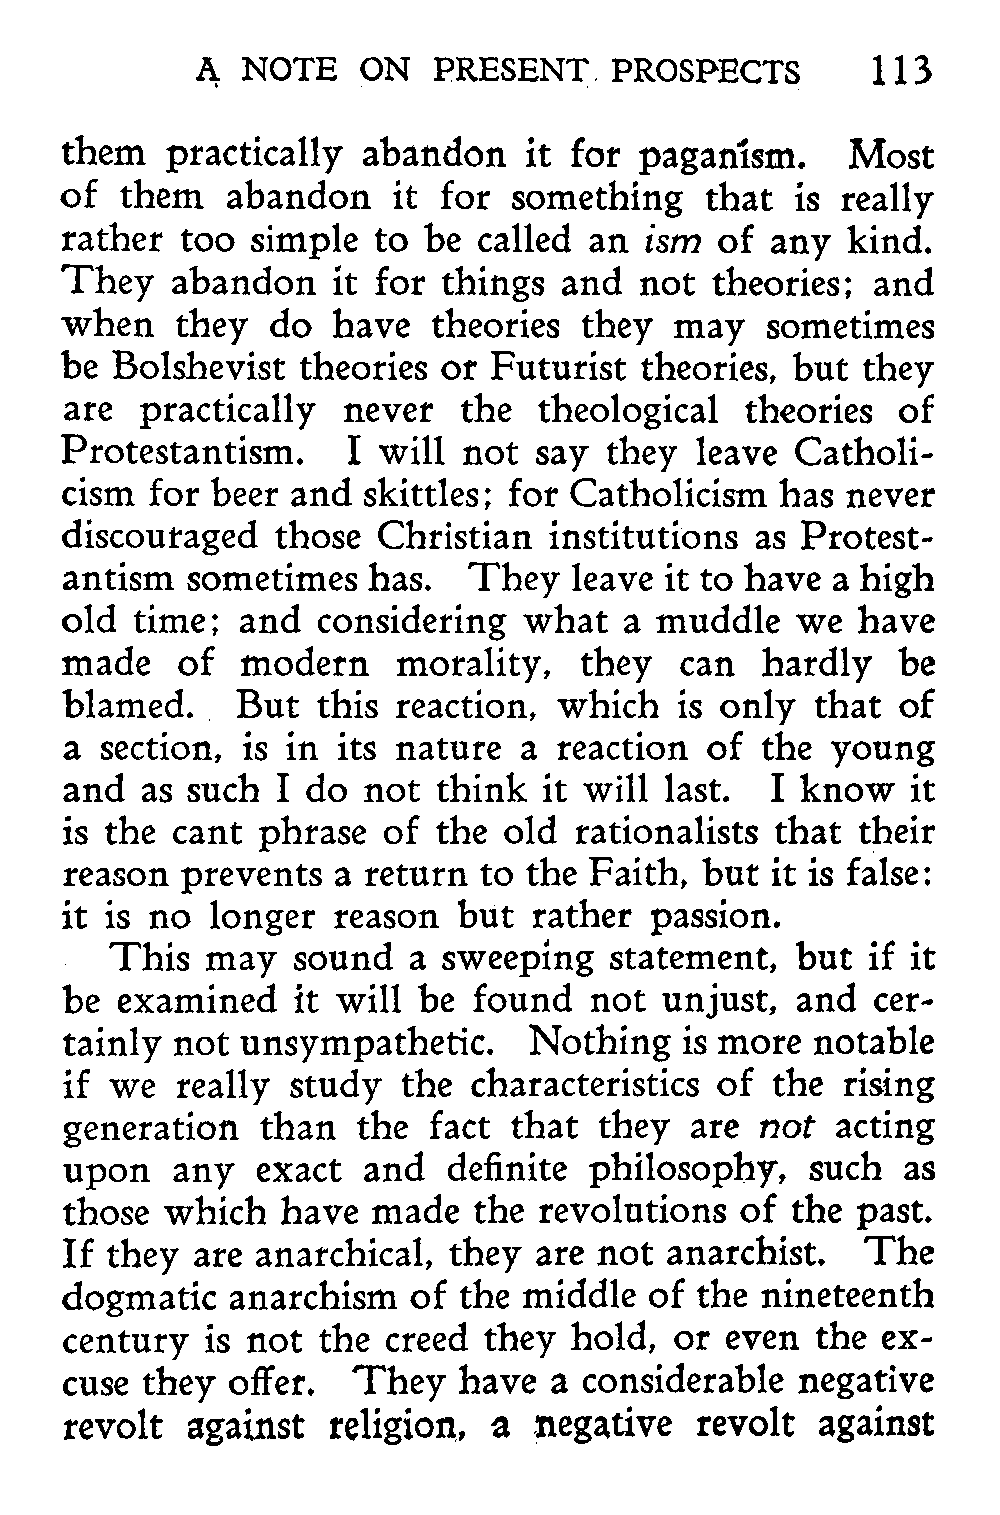 A NOTE ON PRESENT PROSPECTS 113
them practically abandon it for paganism. Most
of them abandon it for something that is really
rather too simple to be called an ism of any kind.
They abandon it for things and not theories; and
when they do have theories they may sometimes
be Bolshevist theories or Futurist theories, but they
are practically never the theological theories of
Protestantism. I will not say they leave Catholi-
cism for beer and skittles; for Catholicism has never
discouraged those Christian institutions as Protest-
antism sometimes has. They leave it to have a high
old time; and considering what a muddle we have
made of modern morality, they can hardly be
blamed. But this reaction, which is only that of
a section, is in its nature a reaction of the young
and as such I do not think it will last. I know it
is the cant phrase of the old rationalists that their
reason prevents a return to the Faith, but it is false:
it is no longer reason but rather passion.
This may sound a sweeping statement, but if it
be examined it will be found not unjust, and cer-
tainly not unsympathetic. Nothing is more notable
if we really study the characteristics of the rising
generation than the fact that they are not acting
upon any exact and definite philosophy, such as
those which have made the revolutions of the past.
If they are anarchical, they are not anarchist. The
dogmatic anarchism of the middle of the nineteenth
century is not the creed they hold, or even the ex-
cuse they offer. They have a considerable negative
revolt against religion, a negative revolt against